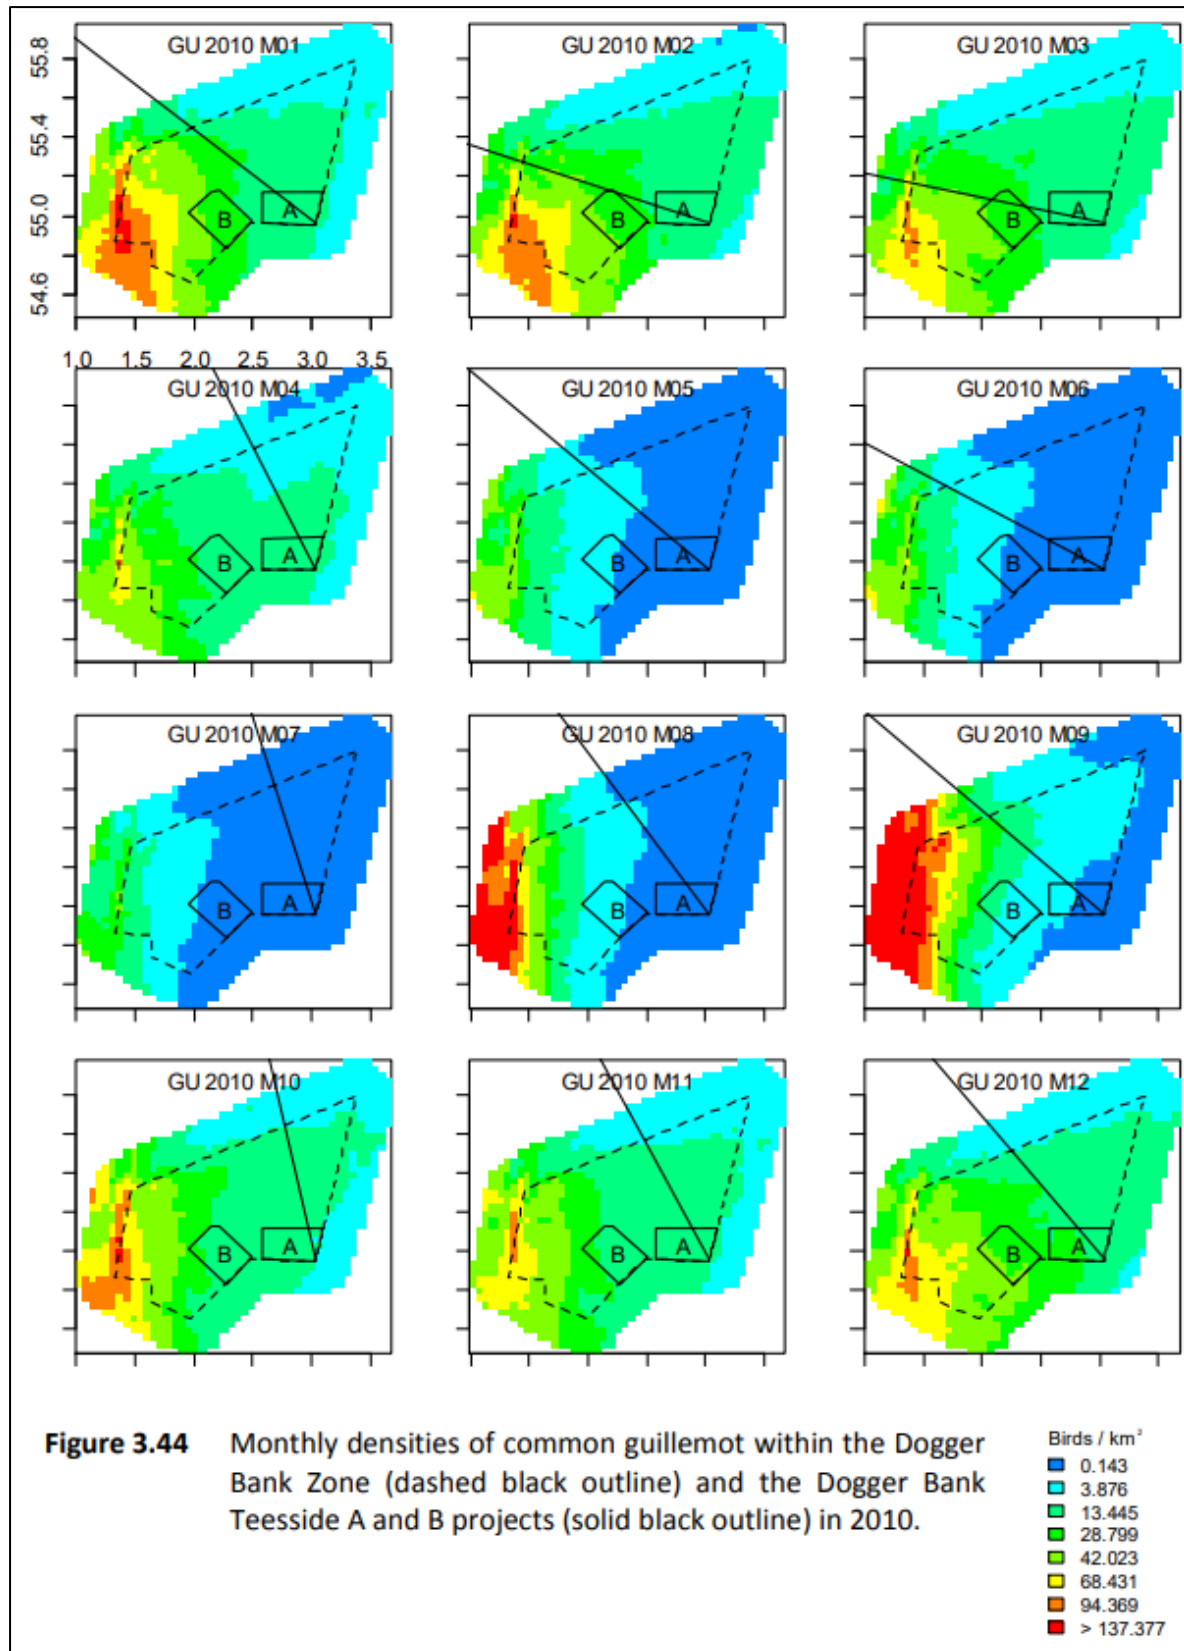 GU 2010 M01
GU 2010 M02
GU 2010 M03
55.8
55.4
55.0
54.6
B
A
B
A
B
A
1.0 1.5 2.0 2.5 3.0 3.5
GU 2010 M04
GU 2010 M05
GU 2010 M06
B
A
B
A
B
A
GU 2010 M07
GU 2010 M08
GU 2010 M09
B
A
B
A
B
A
GU 2010 M10
GU 2010 M11
GU 2010 M12
B
A
B
A
B
A
Figure 3.44 Monthly densities of common guillemot within the Dogger
Bank Zone (dashed black outline) and the Dogger Bank
Teesside A and B projects (solid black outline) in 2010.
Birds / km²
0.143
3.876
13.445
28.799
42.023
68.431
94.369
> 137.377